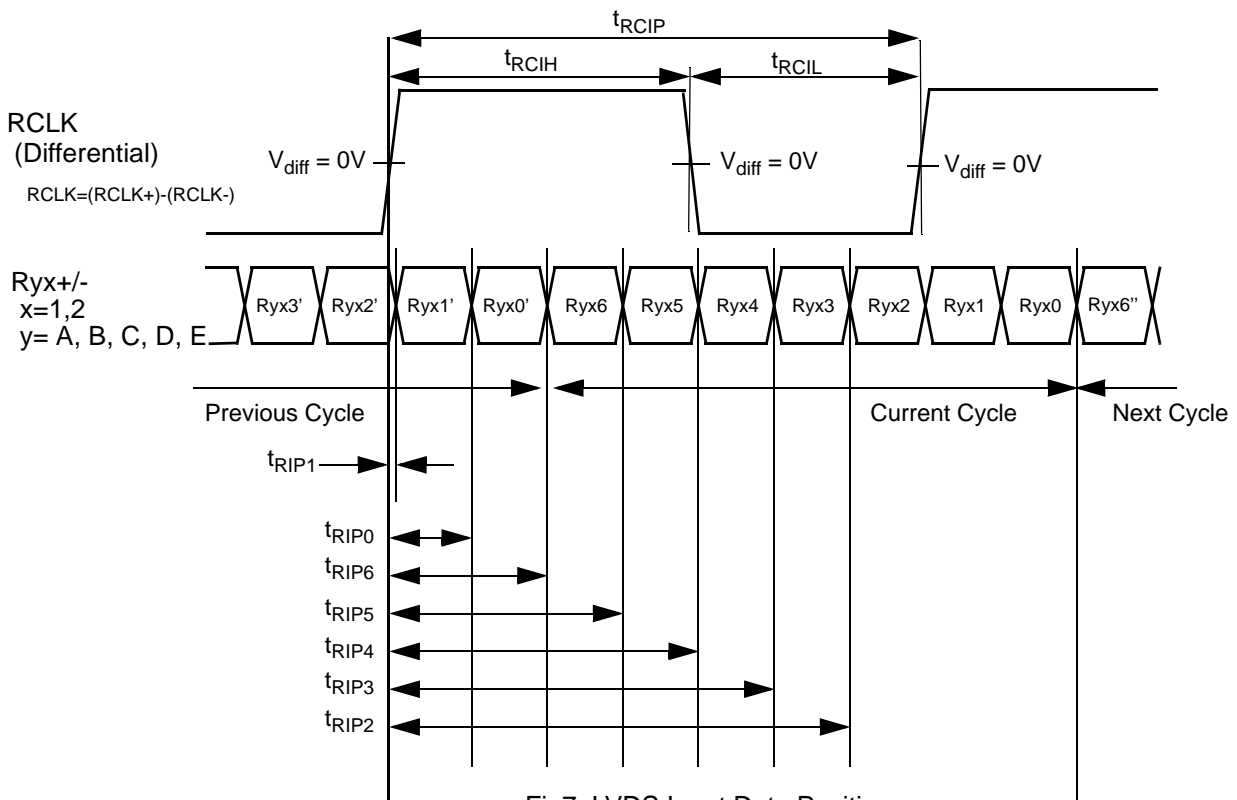 tRCIP
tRCIH tRCIL
RCLK
(Differential)
Vdiff = 0V Vdiff = 0V Vdiff = 0V
RCLK=(RCLK+)-(RCLK-)
Ryx+/-
x=1,2
y= A, B, C, D, E
Ryx3’ Ryx2’ Ryx1’ Ryx0’ Ryx6 Ryx5 Ryx4 Ryx3 Ryx2 Ryx1 Ryx0 Ryx6’’
Previous Cycle Current Cycle Next Cycle
tRIP1
tRIP0
tRIP6
tRIP5
tRIP4
tRIP3
tRIP2